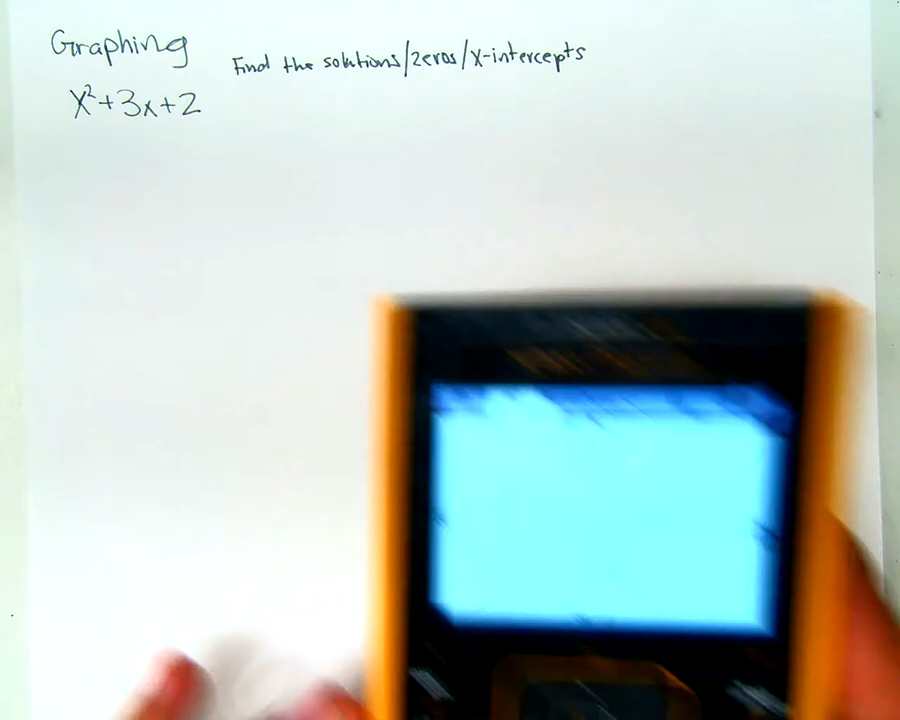 Graphing
Find the solutions/zeros/x-intercepts
x²+3x+2